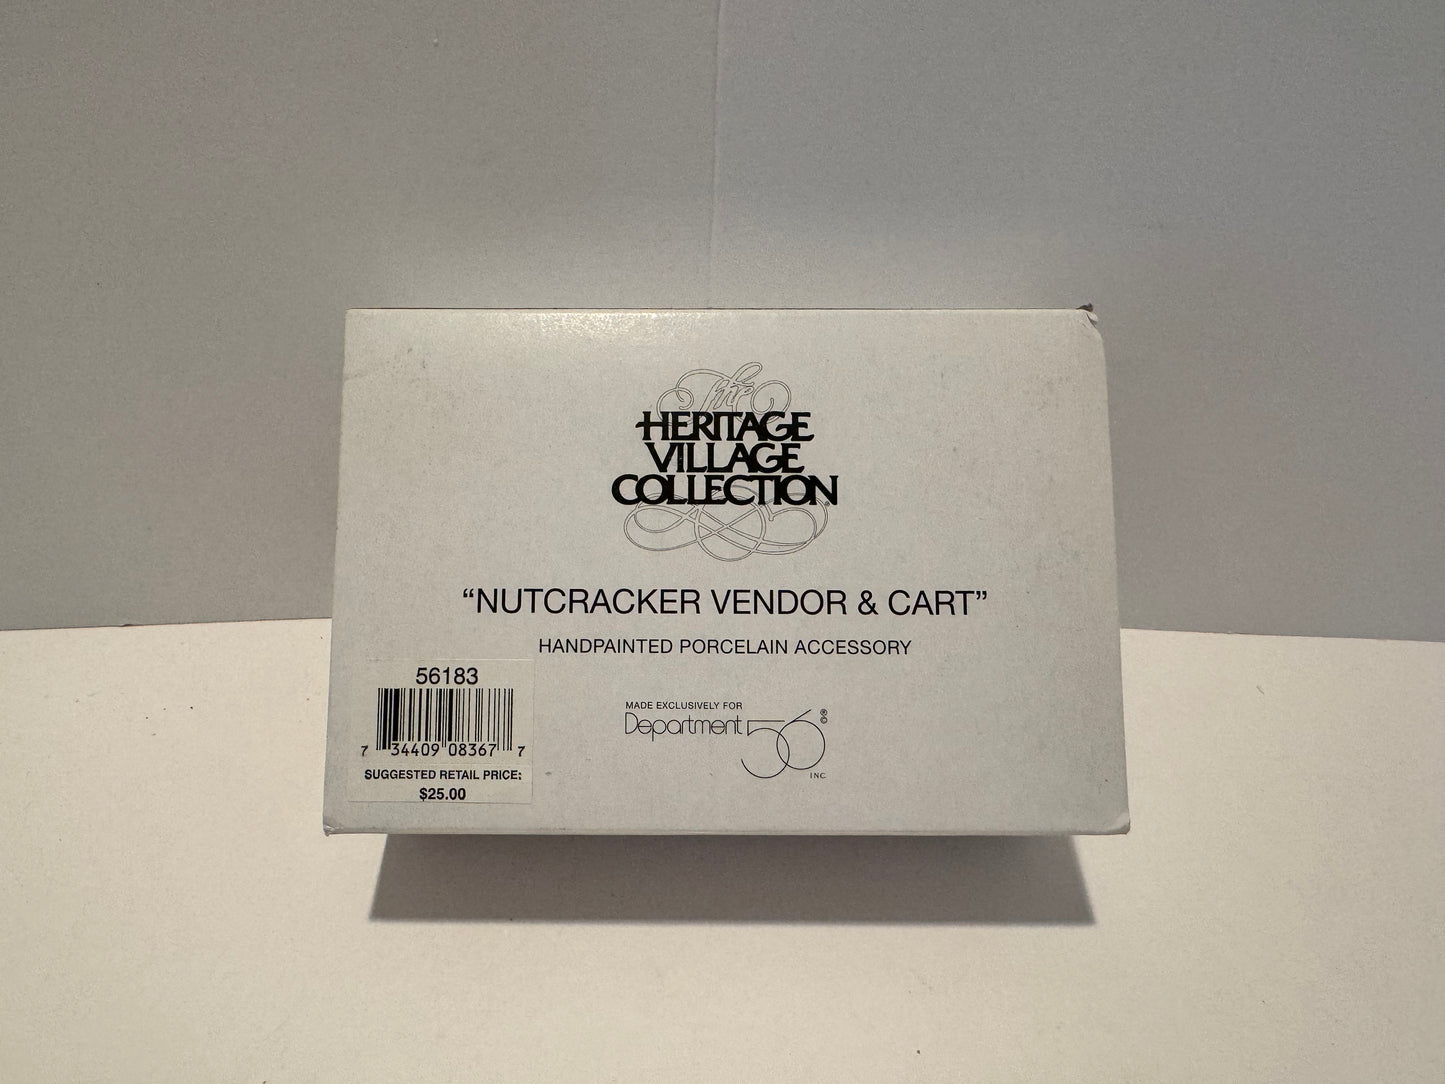 The
HERITAGE
VILLAGE
COLLECTION®
“NUTCRACKER VENDOR & CART”
HANDPAINTED PORCELAIN ACCESSORY
56183
7 34409 08367 7
SUGGESTED RETAIL PRICE:
$25.00
MADE EXCLUSIVELY FOR
Department 56 ® ©
INC